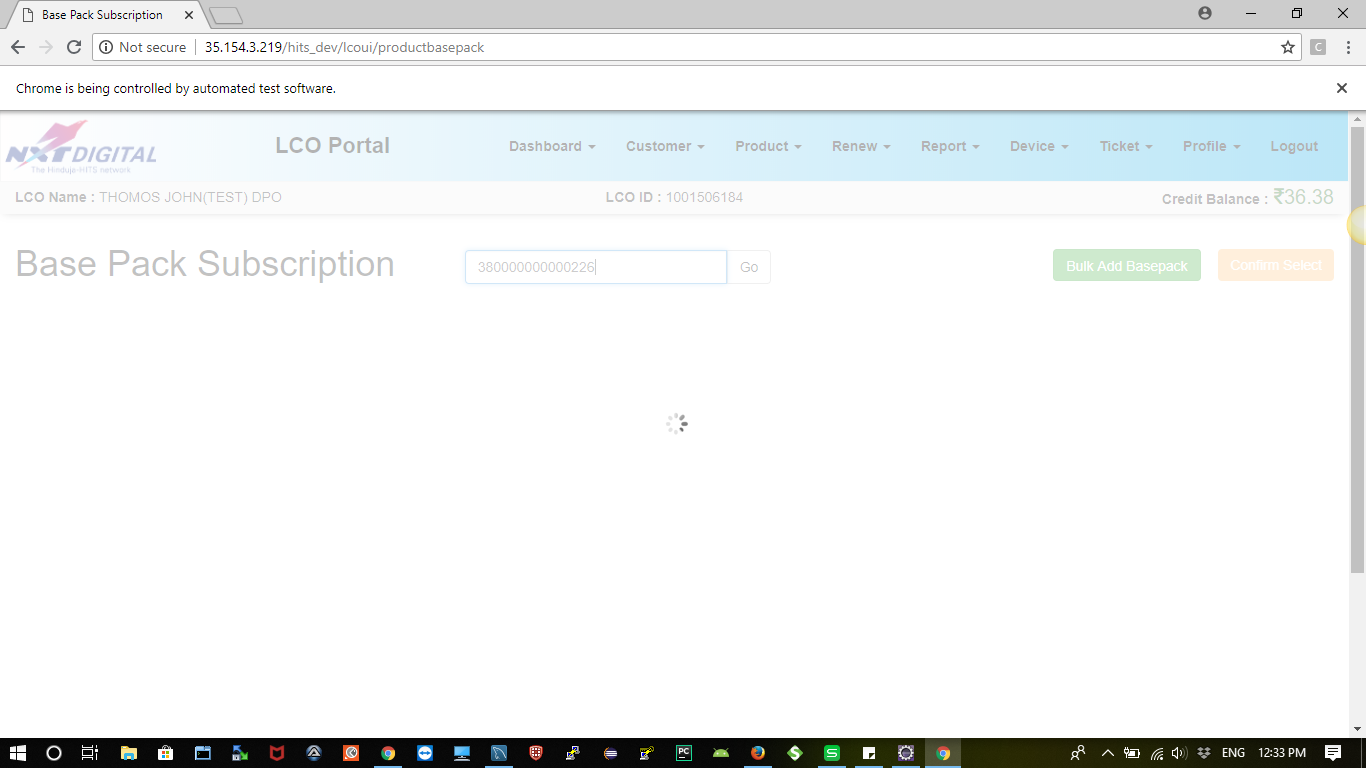 Base Pack Subscription
Not secure 35.154.3.219/hits_dev/lcoui/productbasepack C
Chrome is being controlled by automated test software.
NXTDIGITAL
The Hinduja-HITS network
LCO Portal
Dashboard Customer Product Renew Report Device Ticket Profile Logout
LCO Name : THOMOS JOHN(TEST) DPO LCO ID : 1001506184 Credit Balance : ₹36.38
Base Pack Subscription 380000000000226 Go Bulk Add Basepack Confirm Select
PC S ENG 12:33 PM